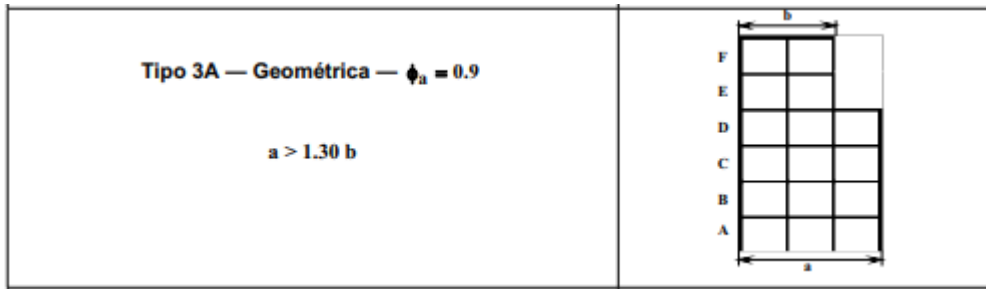 Tipo 3A — Geométrica — ϕa = 0.9
a > 1.30 b
b
F
E
D
C
B
A
a